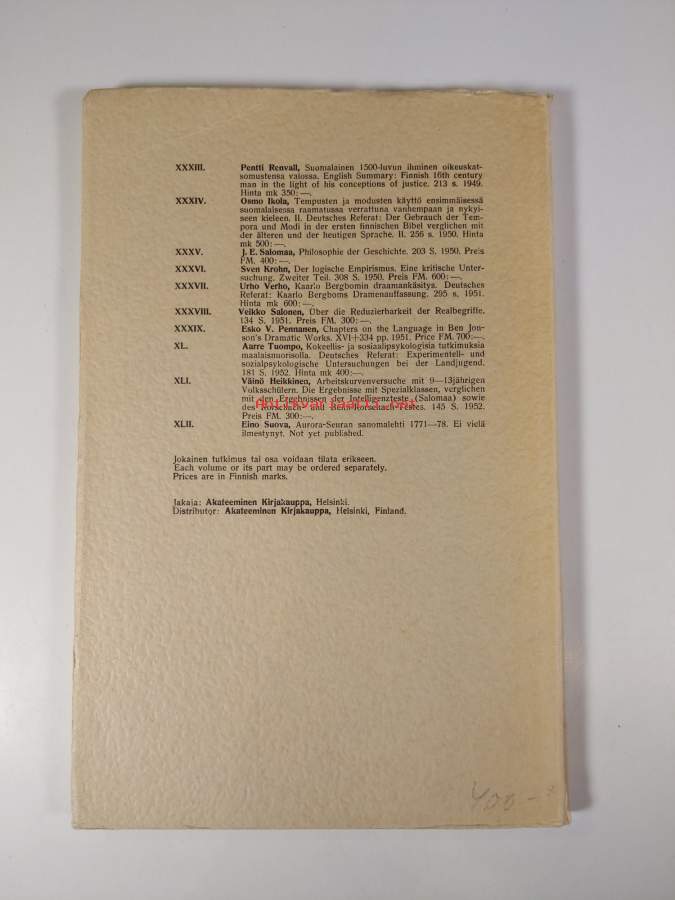 XXXIII. Pentti Renvall, Suomalainen 1500-luvun ihminen oikeuskat-
somustensa valossa. English Summary: Finnish 16th century
man in the light of his conceptions of justice. 213 s. 1949.
Hinta mk 350:—.
XXXIV. Osmo Ikola, Tempusten ja modusten käyttö ensimmäisessä
suomalaisessa raamatussa verrattuna vanhempaan ja nykyi-
seen kieleen. II. Deutsches Referat: Der Gebrauch der Tem-
pora und Modi in der ersten finnischen Bibel verglichen mit
der älteren und der heutigen Sprache. II. 256 s. 1950. Hinta
mk 500:—.
XXXV. J. E. Salomaa, Philosophie der Geschichte. 203 S. 1950. Preis
FM. 400:—.
XXXVI. Sven Krohn, Der logische Empirismus. Eine kritische Unter-
suchung. Zweiter Teil. 308 S. 1950. Preis FM. 600:—.
XXXVII. Urho Verho, Kaarlo Bergbomin draamankäsitys. Deutsches
Referat: Kaarlo Bergboms Dramenauffassung. 295 s. 1951.
Hinta mk 600:—.
XXXVIII. Veikko Salonen, Über die Reduzierbarkeit der Realbegriffe.
134 S. 1951. Preis FM. 300:—.
XXXIX. Esko V. Pennanen, Chapters on the Language in Ben Jon-
son's Dramatic Works. XVI+334 pp. 1951. Price FM. 700:—.
XL. Aarre Tuompo, Kokeellis- ja sosiaalipsykologisia tutkimuksia
maalaisnuorisolla. Deutsches Referat: Experimentell- und
sozialpsykologische Untersuchungen bei der Landjugend.
181 S. 1952. Hinta mk 400:—.
XLI. Väinö Heikkinen, Arbeitskurvenversuche mit 9—13jährigen
Volksschülern. Die Ergebnisse mit Spezialklassen, verglichen
mit den Ergebnissen der Intelligenzteste (Salomaa) sowie
des Rorschach- und Behn-Rorschach-Testes. 145 S. 1952.
Preis FM. 300:—.
XLII. Eino Suova, Aurora-Seuran sanomalehti 1771—78. Ei vielä
ilmestynyt. Not yet published.
Jokainen tutkimus tai osa voidaan tilata erikseen.
Each volume or its part may be ordered separately.
Prices are in Finnish marks.
Jakaja: Akateeminen Kirjakauppa, Helsinki.
Distributor: Akateeminen Kirjakauppa, Helsinki, Finland.
400-